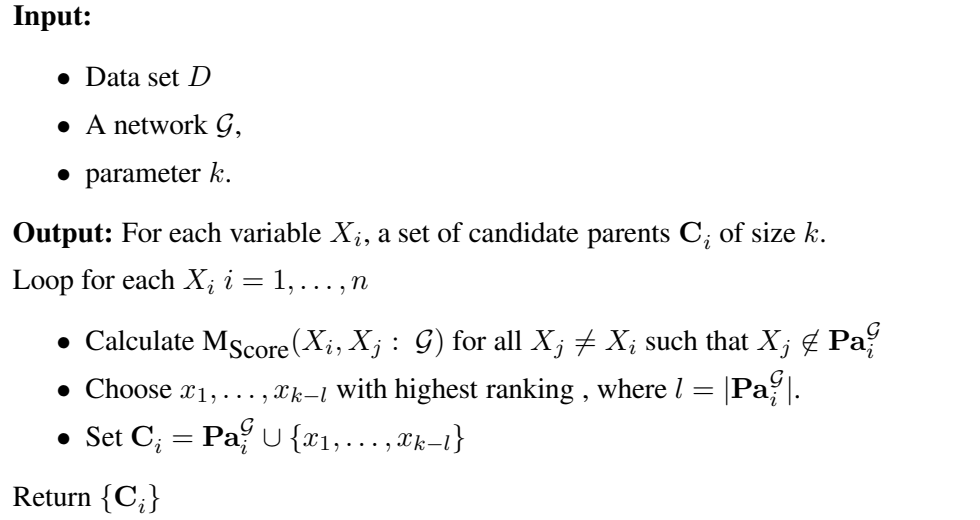 Input:
• Data set D
• A network 𝒢,
• parameter k.
Output: For each variable Xᵢ, a set of candidate parents Cᵢ of size k.
Loop for each Xᵢ i = 1, . . . , n
• Calculate M_Score(Xᵢ, Xⱼ : 𝒢) for all Xⱼ ≠ Xᵢ such that Xⱼ ∉ Paᵢ^𝒢
• Choose x₁, . . . , x_{k−l} with highest ranking , where l = |Paᵢ^𝒢|.
• Set Cᵢ = Paᵢ^𝒢 ∪ {x₁, . . . , x_{k−l}}
Return {Cᵢ}